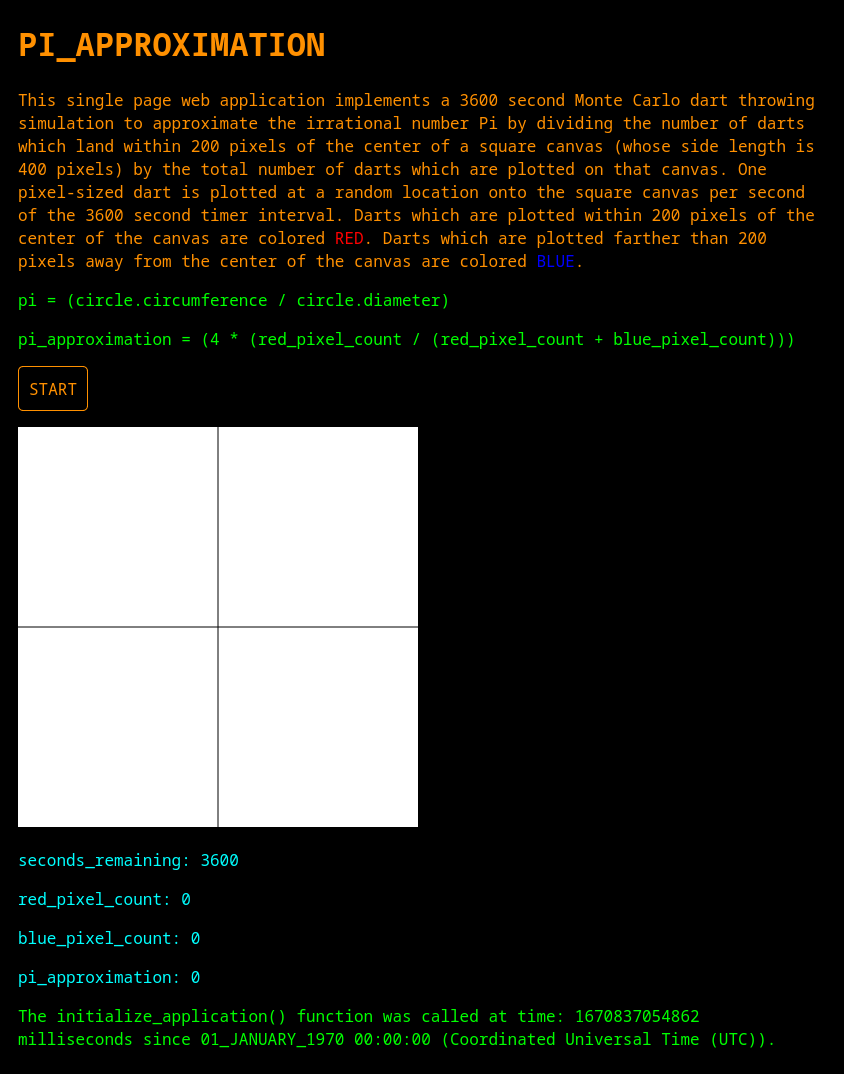 PI_APPROXIMATION
This single page web application implements a 3600 second Monte Carlo dart throwing
simulation to approximate the irrational number Pi by dividing the number of darts
which land within 200 pixels of the center of a square canvas (whose side length is
400 pixels) by the total number of darts which are plotted on that canvas. One
pixel-sized dart is plotted at a random location onto the square canvas per second
of the 3600 second timer interval. Darts which are plotted within 200 pixels of the
center of the canvas are colored RED. Darts which are plotted farther than 200
pixels away from the center of the canvas are colored BLUE.
pi = (circle.circumference / circle.diameter)
pi_approximation = (4 * (red_pixel_count / (red_pixel_count + blue_pixel_count)))
START
seconds_remaining: 3600
red_pixel_count: 0
blue_pixel_count: 0
pi_approximation: 0
The initialize_application() function was called at time: 1670837054862
milliseconds since 01_JANUARY_1970 00:00:00 (Coordinated Universal Time (UTC)).